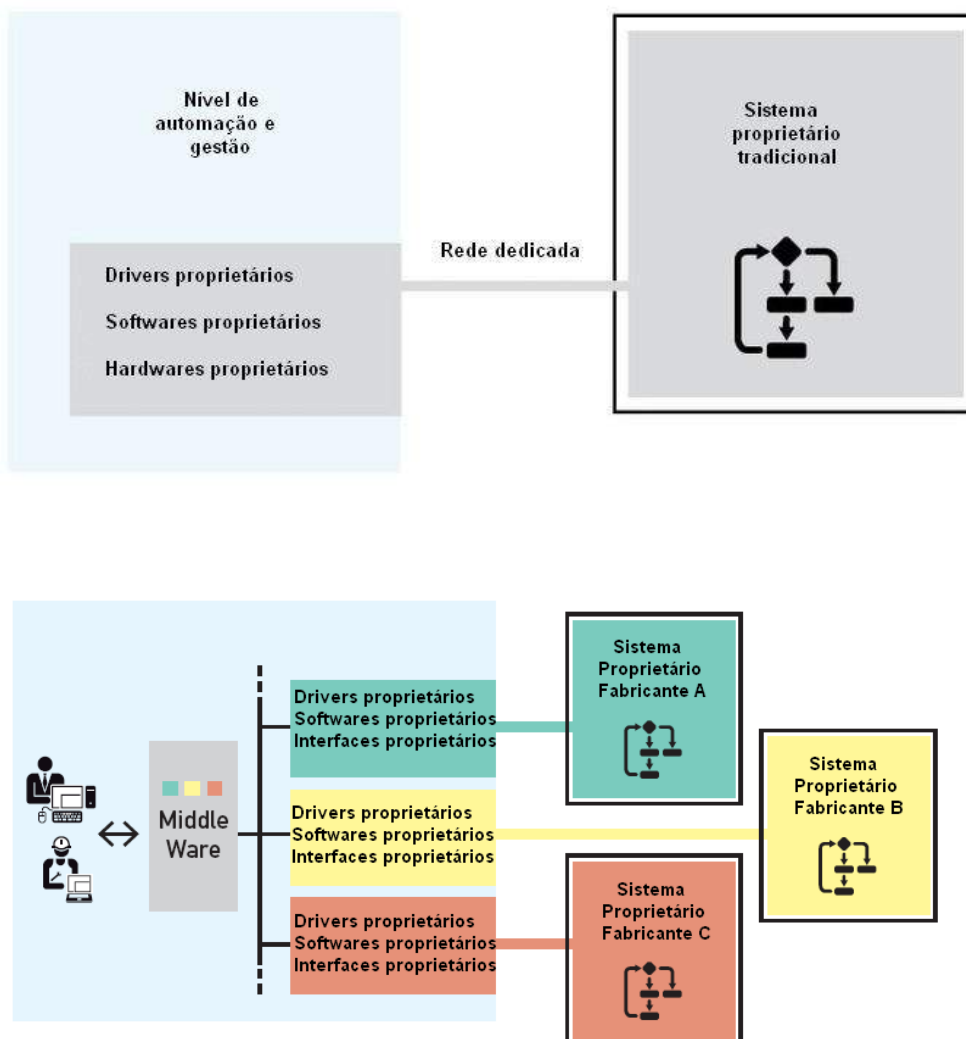 Nível de
automação e
gestão
Sistema
proprietário
tradicional
Rede dedicada
Drivers proprietários
Softwares proprietários
Hardwares proprietários
Sistema
Proprietário
Fabricante A
Drivers proprietários
Softwares proprietários
Interfaces proprietários
Sistema
Proprietário
Fabricante B
Middle
Ware
Drivers proprietários
Softwares proprietários
Interfaces proprietários
Sistema
Proprietário
Fabricante C
Drivers proprietários
Softwares proprietários
Interfaces proprietários